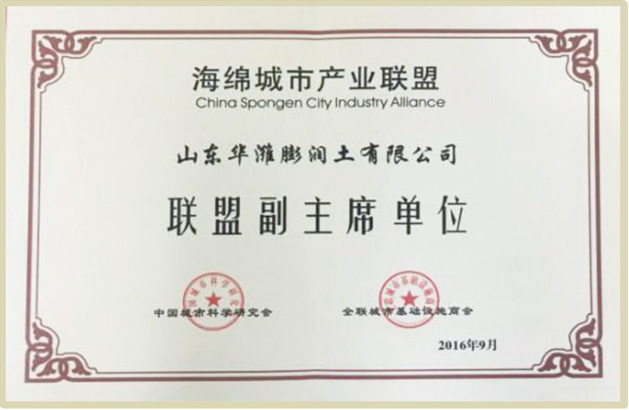 海绵城市产业联盟
China Spongen City Industry Alliance
山东华潍膨润土有限公司
联盟副主席单位
中国城市科学研究会
全联城市基础设施商会
2016年9月